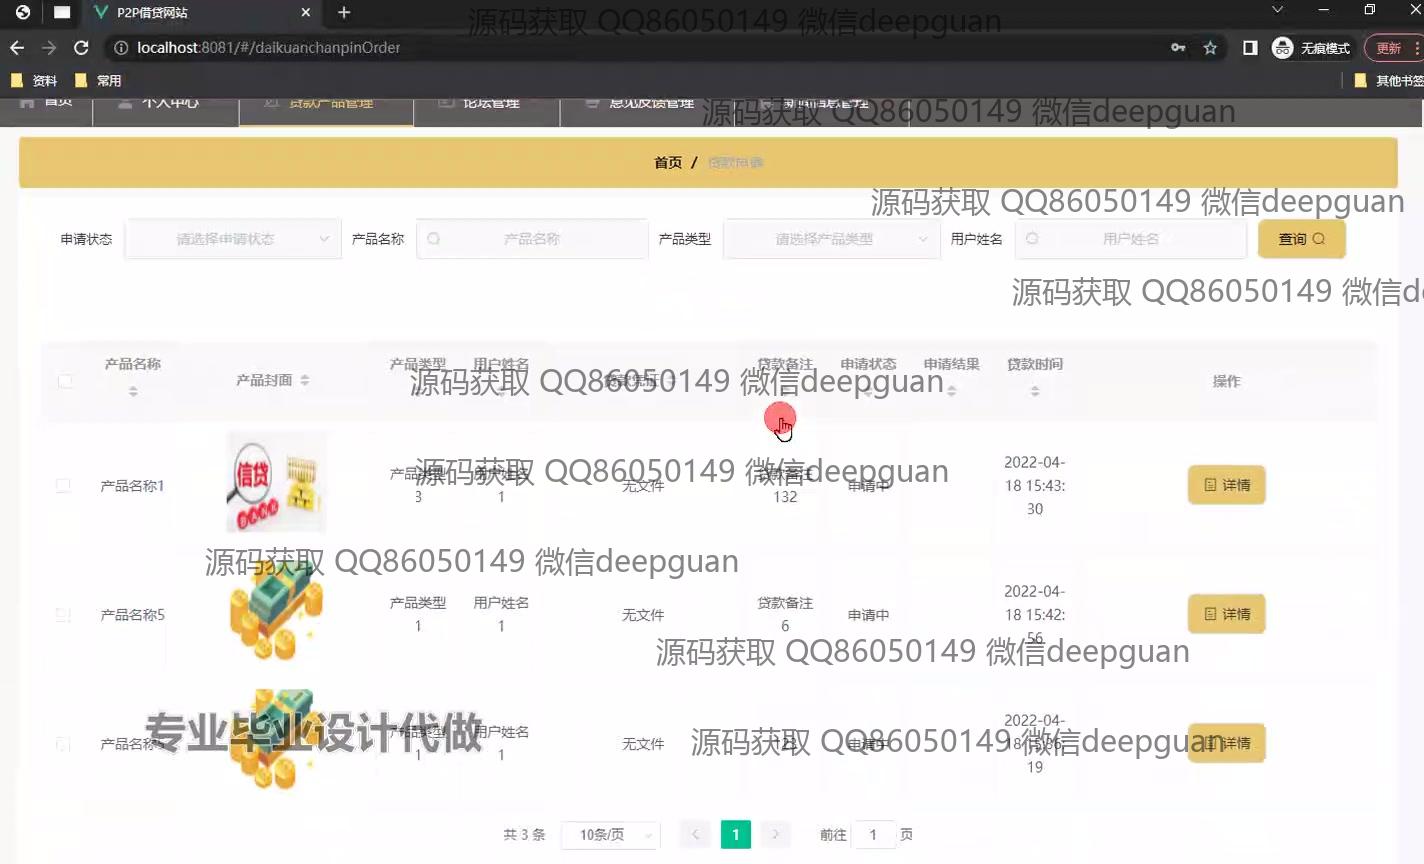 P2P借贷网站
源码获取 QQ86050149 微信deepguan
localhost:8081/#/daikuanchanpinOrder
无痕模式
更新
资料
常用
其他书签
首页
个人中心
贷款产品管理
论坛管理
意见反馈管理
源码获取 QQ86050149 微信deepguan
首页 / 贷款申请
源码获取 QQ86050149 微信deepguan
申请状态 请选择申请状态 产品名称 产品名称 产品类型 请选择产品类型 用户姓名 用户姓名 查询
源码获取 QQ86050149 微信de
产品名称 产品封面 产品类型 用户姓名 贷款凭证 贷款备注 申请状态 申请结果 贷款时间 操作
源码获取 QQ86050149 微信deepguan
产品名称1 信贷 产品类型3 用户姓名1 无文件 贷款备注132 申请中 2022-04-18 15:43:30 详情
源码获取 QQ86050149 微信deepguan
源码获取 QQ86050149 微信deepguan
产品名称5 产品类型1 用户姓名1 无文件 贷款备注6 申请中 2022-04-18 15:42:56 详情
源码获取 QQ86050149 微信deepguan
专业毕业设计代做
产品名称5 产品类型1 用户姓名1 无文件 123 申请中 2022-04- 19 详情
源码获取 QQ86050149 微信deepguan
共 3 条 10条/页 1 前往 1 页